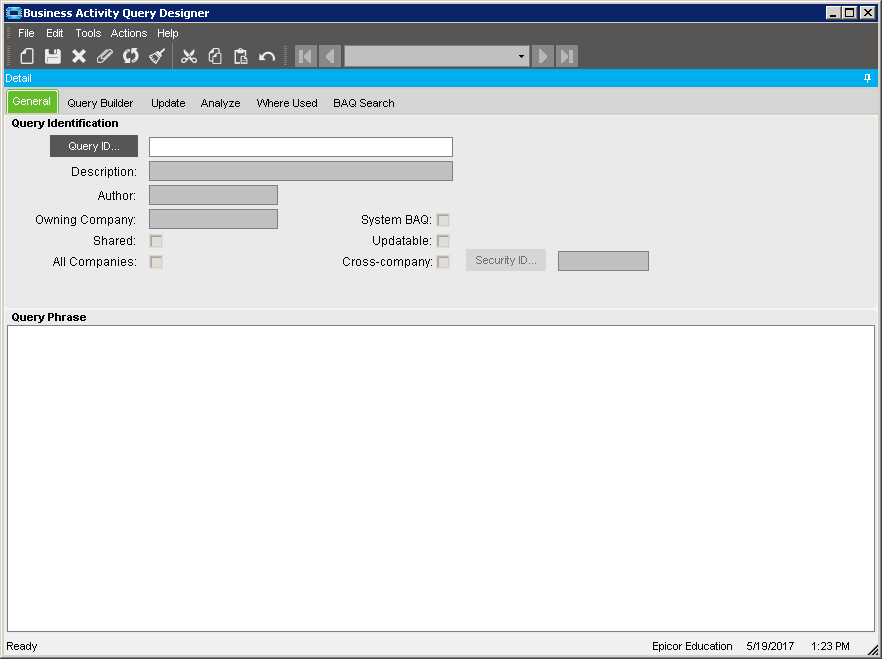 Business Activity Query Designer
File Edit Tools Actions Help
Detail
General Query Builder Update Analyze Where Used BAQ Search
Query Identification
Query ID...
Description:
Author:
Owning Company: System BAQ:
Shared: Updatable:
All Companies: Cross-company: Security ID...
Query Phrase
Ready Epicor Education 5/19/2017 1:23 PM